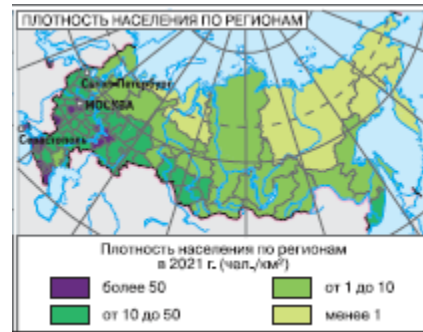 ПЛОТНОСТЬ НАСЕЛЕНИЯ ПО РЕГИОНАМ
Санкт-Петербург
МОСКВА
Севастополь
Плотность населения по регионам
в 2021 г. (чел./км²)
более 50
от 1 до 10
от 10 до 50
менее 1